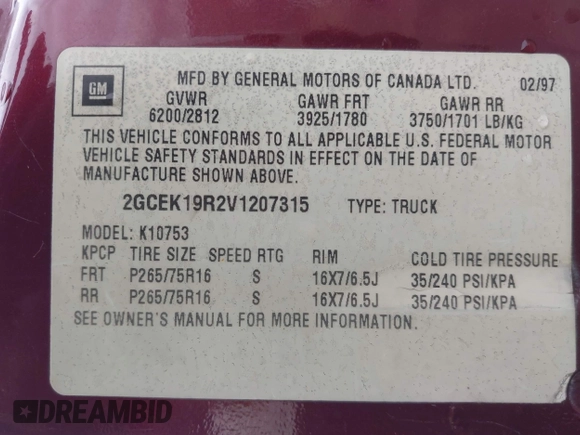 GM
MFD BY GENERAL MOTORS OF CANADA LTD. 02/97
GVWR GAWR FRT GAWR RR
6200/2812 3925/1780 3750/1701 LB/KG
THIS VEHICLE CONFORMS TO ALL APPLICABLE U.S. FEDERAL MOTOR
VEHICLE SAFETY STANDARDS IN EFFECT ON THE DATE OF
MANUFACTURE SHOWN ABOVE.
2GCEK19R2V1207315 TYPE: TRUCK
MODEL: K10753
KPCP TIRE SIZE SPEED RTG RIM COLD TIRE PRESSURE
FRT P265/75R16 S 16X7/6.5J 35/240 PSI/KPA
RR P265/75R16 S 16X7/6.5J 35/240 PSI/KPA
SEE OWNER'S MANUAL FOR MORE INFORMATION.
DREAMBID